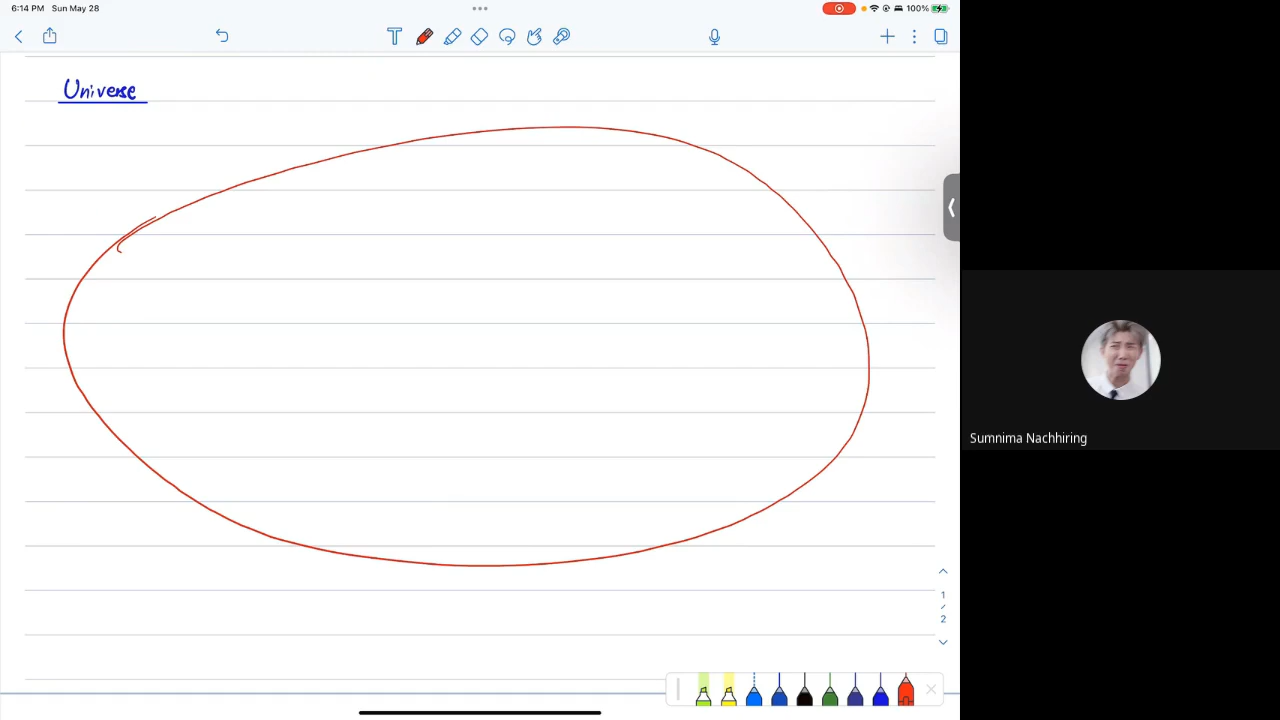 6:14 PM Sun May 28
100%
T
Universe
Sumnima Nachhiring
1
/
2